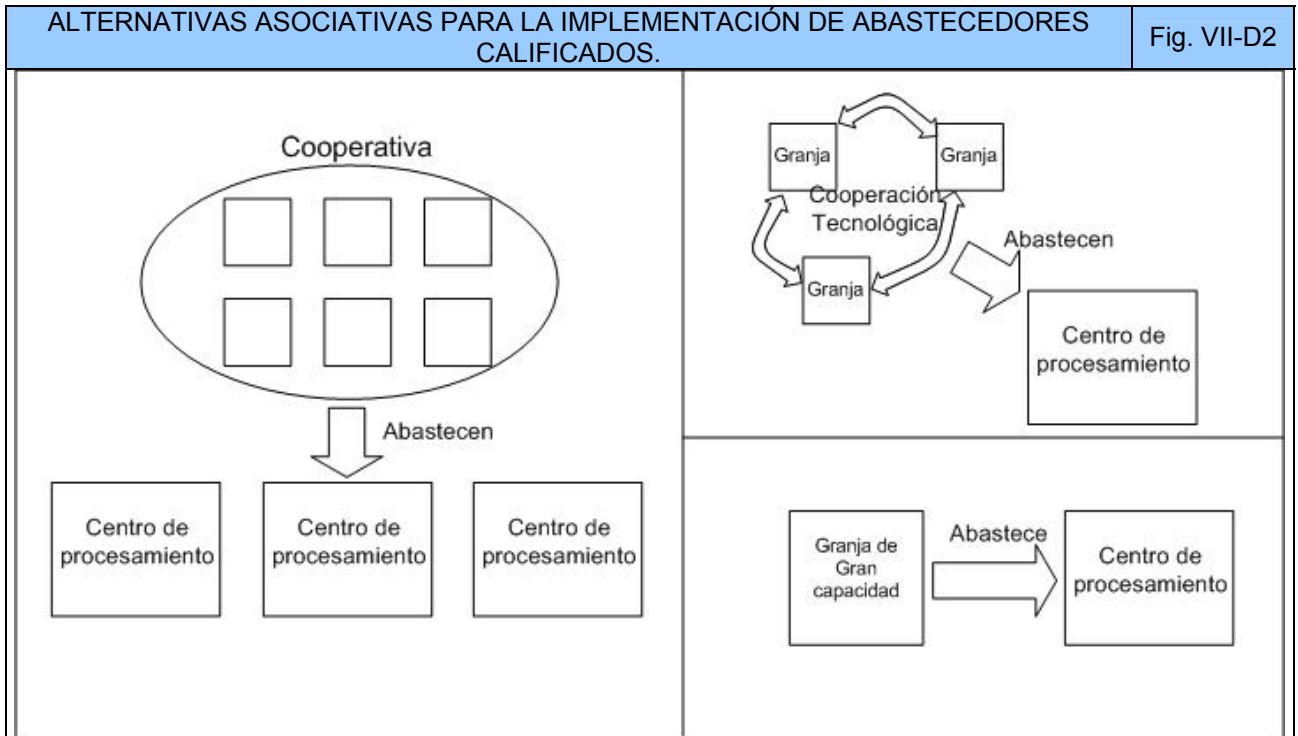 ALTERNATIVAS ASOCIATIVAS PARA LA IMPLEMENTACIÓN DE ABASTECEDORES
CALIFICADOS.
Fig. VII-D2
Cooperativa
Abastecen
Centro de
procesamiento
Centro de
procesamiento
Centro de
procesamiento
Granja
Granja
Cooperación
Tecnológica
Granja
Abastecen
Centro de
procesamiento
Granja de
Gran
capacidad
Abastece
Centro de
procesamiento